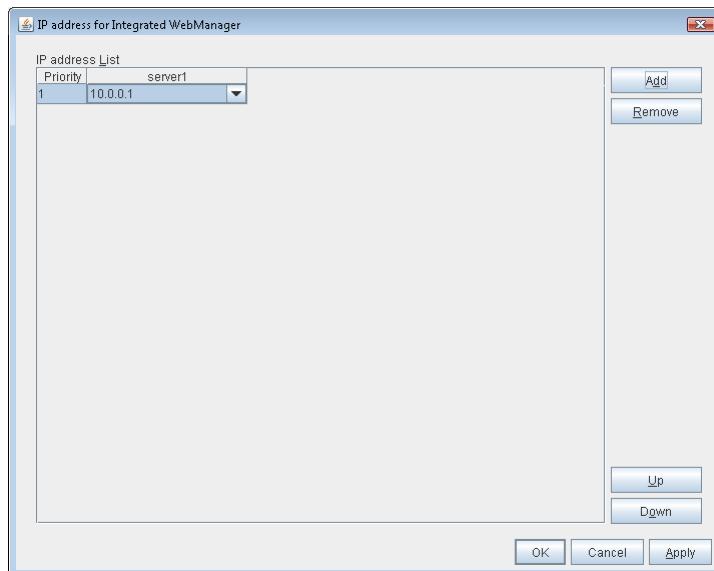 IP address for Integrated WebManager
IP address List
Priority server1
1 10.0.0.1
Add
Remove
Up
Down
OK Cancel Apply